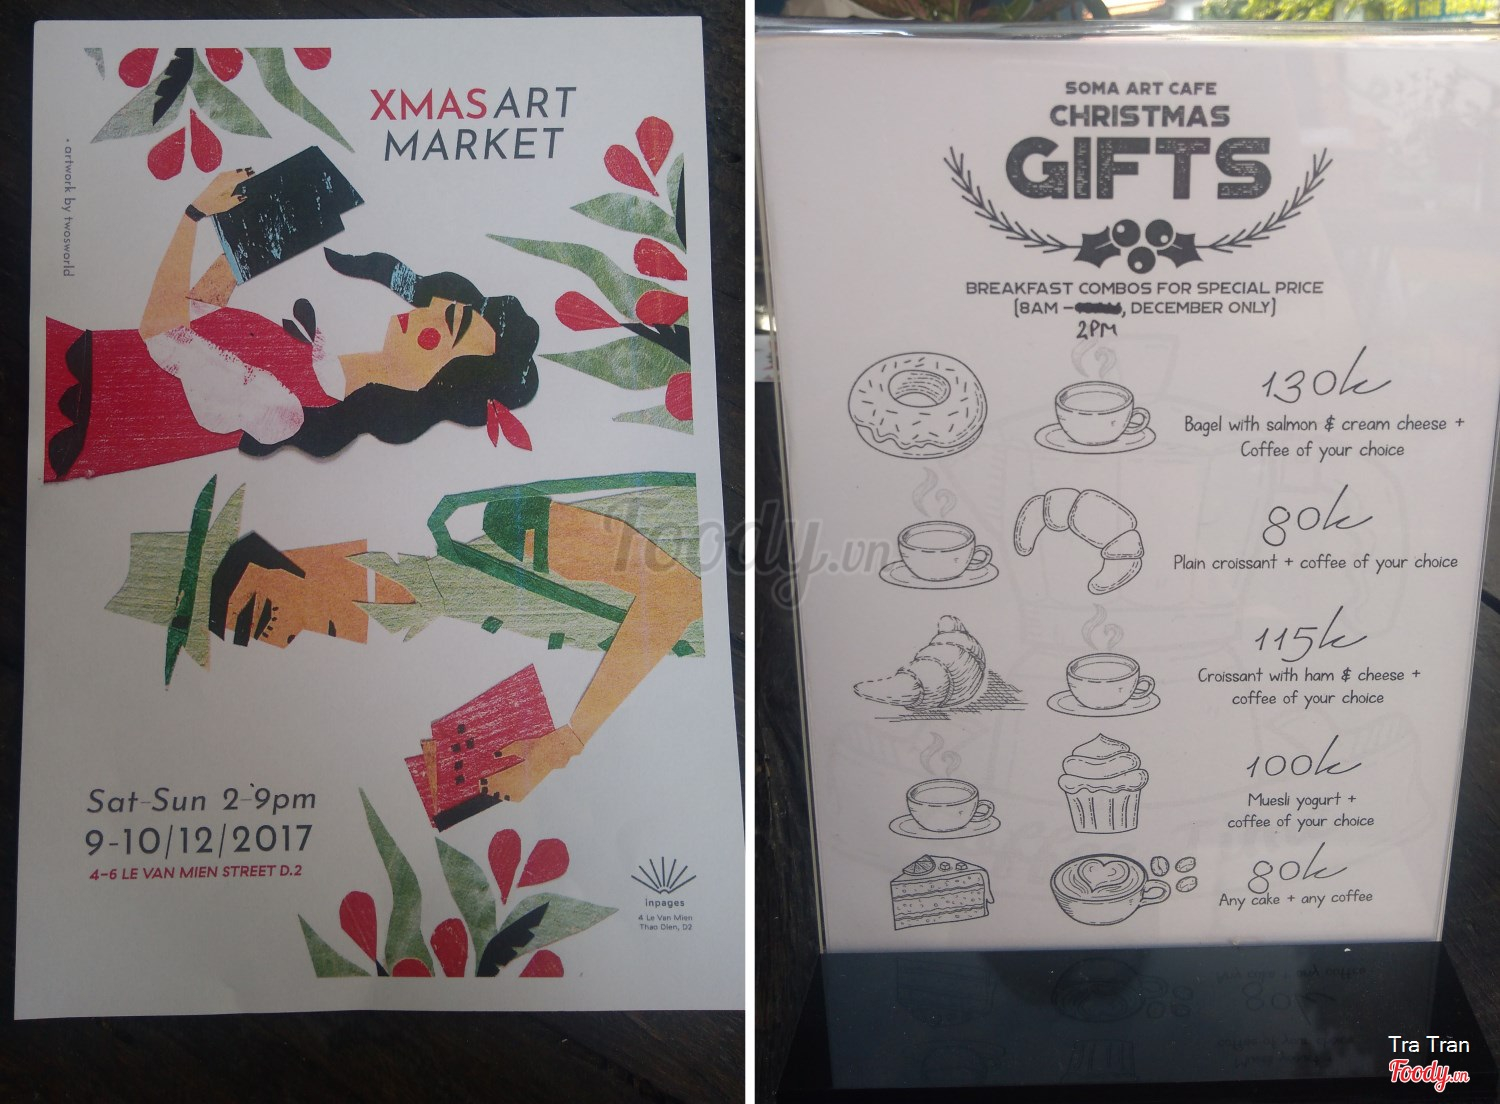 XMAS ART
MARKET
• artwork by twosworld
Sat-Sun 2-9pm
9-10/12/2017
4-6 LE VAN MIEN STREET D.2
inpages
4 Le Van Mien
Thao Dien, D2
SOMA ART CAFE
CHRISTMAS
GIFTS
BREAKFAST COMBOS FOR SPECIAL PRICE
(8AM – , DECEMBER ONLY)
2PM
130k
Bagel with salmon & cream cheese +
Coffee of your choice
80k
Plain croissant + coffee of your choice
115k
Croissant with ham & cheese +
coffee of your choice
100k
Muesli yogurt +
coffee of your choice
80k
Any cake + any coffee
Foody.vn
Tra Tran
Foody.vn